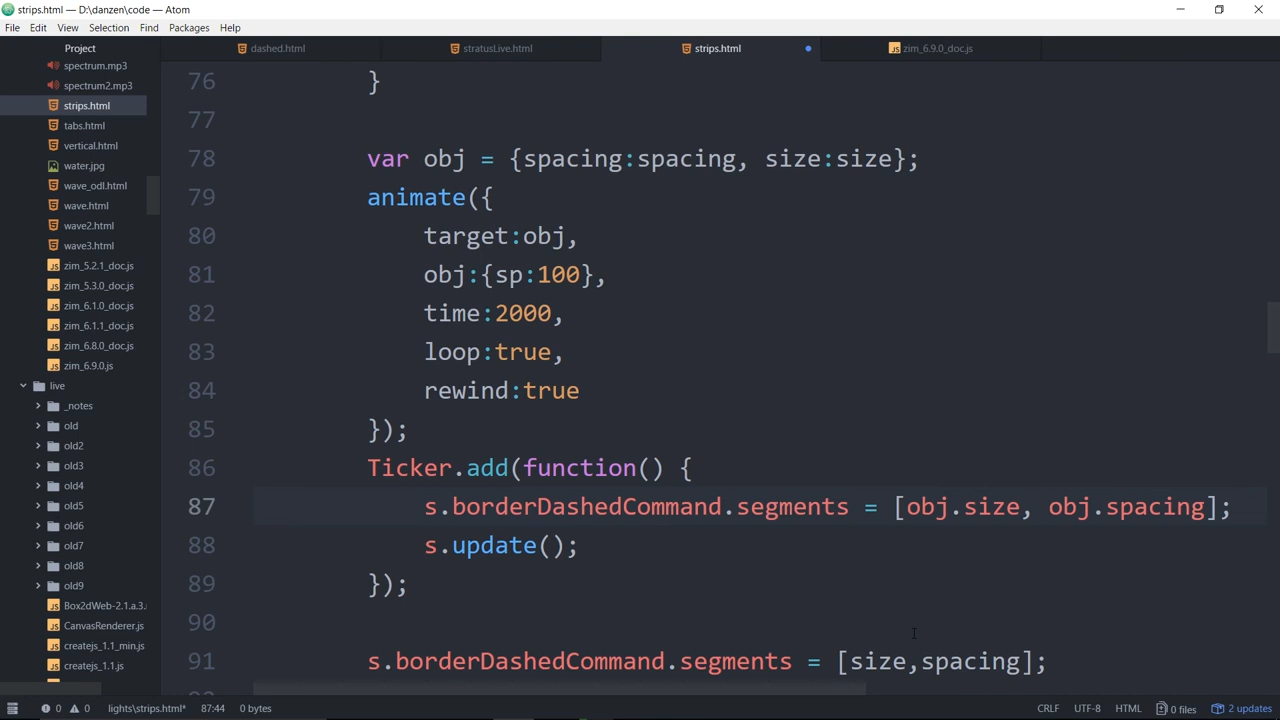 strips.html — D:\danzen\code — Atom
File Edit View Selection Find Packages Help
Project
dashed.html
stratusLive.html
strips.html
zim_6.9.0_doc.js
spectrum.mp3
spectrum2.mp3
strips.html
tabs.html
vertical.html
water.jpg
wave_odl.html
wave.html
wave2.html
wave3.html
zim_5.2.1_doc.js
zim_5.3.0_doc.js
zim_6.1.0_doc.js
zim_6.1.1_doc.js
zim_6.8.0_doc.js
zim_6.9.0.js
live
_notes
old
old2
old3
old4
old5
old6
old7
old8
old9
Box2dWeb-2.1.a.3.
CanvasRenderer.js
createjs_1.1_min.js
createjs_1.1.js
76 }
77
78 var obj = {spacing:spacing, size:size};
79 animate({
80 target:obj,
81 obj:{sp:100},
82 time:2000,
83 loop:true,
84 rewind:true
85 });
86 Ticker.add(function() {
87 s.borderDashedCommand.segments = [obj.size, obj.spacing];
88 s.update();
89 });
90
91 s.borderDashedCommand.segments = [size,spacing];
0 0 lights\strips.html* 87:44 0 bytes
CRLF UTF-8 HTML 0 files 2 updates